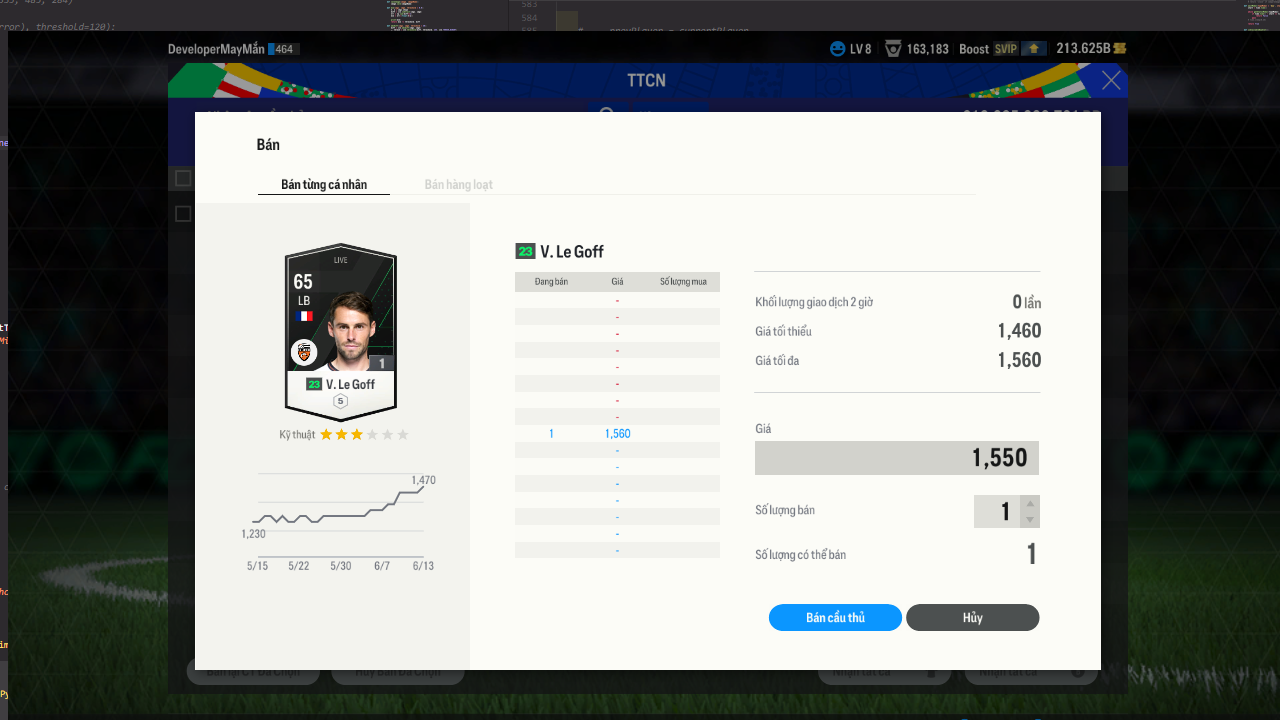 583
error), threshold=120):
584
DeveloperMayMắn 464
LV 8 163,183 Boost SVIP 213.625B
TTCN
Bán
Bán từng cá nhân Bán hàng loạt
LIVE
65
LB
1
23 V. Le Goff
5
Kỹ thuật
1,470
1,230
5/15 5/22 5/30 6/7 6/13
23 V. Le Goff
Đang bán Giá Số lượng mua
-
-
-
-
-
-
-
-
1 1,560
-
-
-
-
-
-
-
Khối lượng giao dịch 2 giờ 0 lần
Giá tối thiểu 1,460
Giá tối đa 1,560
Giá
1,550
Số lượng bán 1
Số lượng có thể bán 1
Bán cầu thủ Hủy